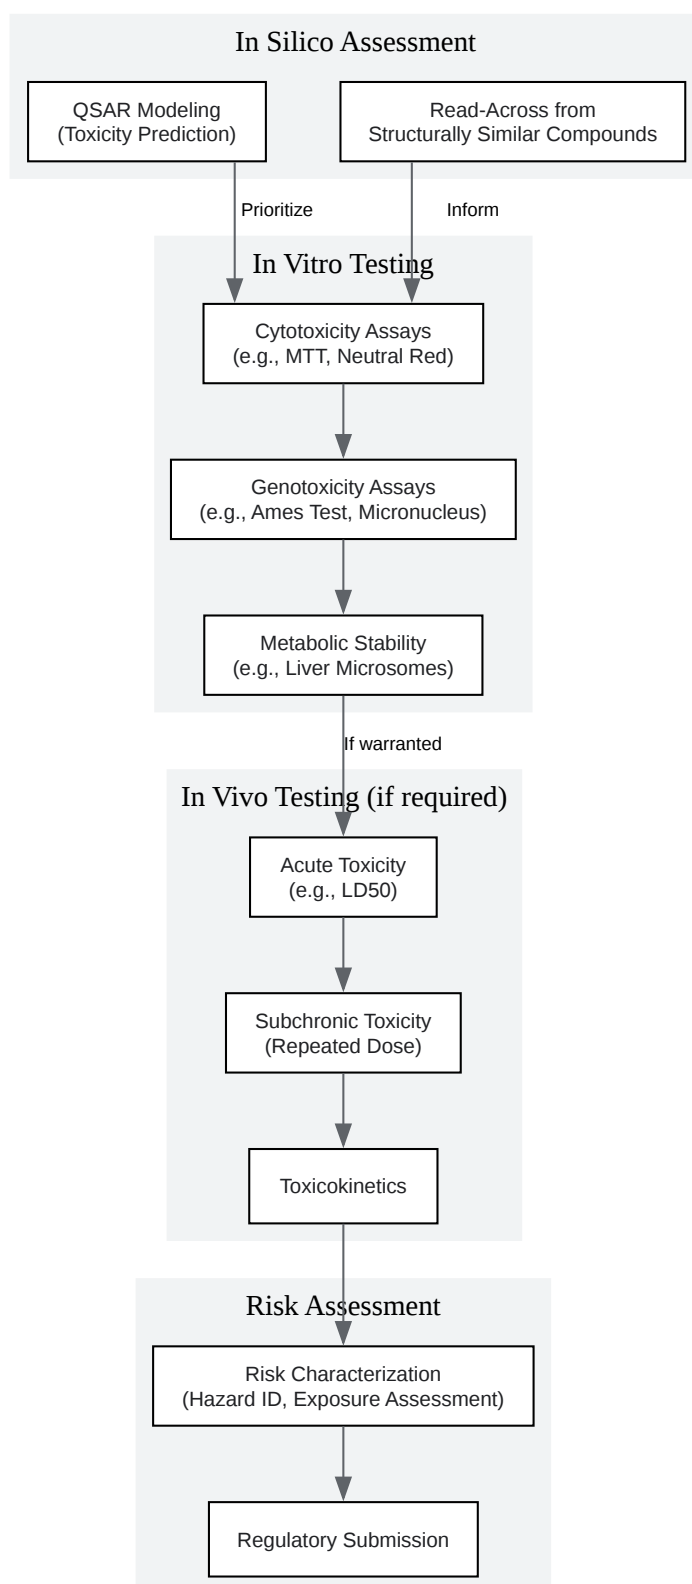 In Silico Assessment
QSAR Modeling
(Toxicity Prediction)
Read-Across from
Structurally Similar Compounds
Prioritize
Inform
In Vitro Testing
Cytotoxicity Assays
(e.g., MTT, Neutral Red)
Genotoxicity Assays
(e.g., Ames Test, Micronucleus)
Metabolic Stability
(e.g., Liver Microsomes)
If warranted
In Vivo Testing (if required)
Acute Toxicity
(e.g., LD50)
Subchronic Toxicity
(Repeated Dose)
Toxicokinetics
Risk Assessment
Risk Characterization
(Hazard ID, Exposure Assessment)
Regulatory Submission